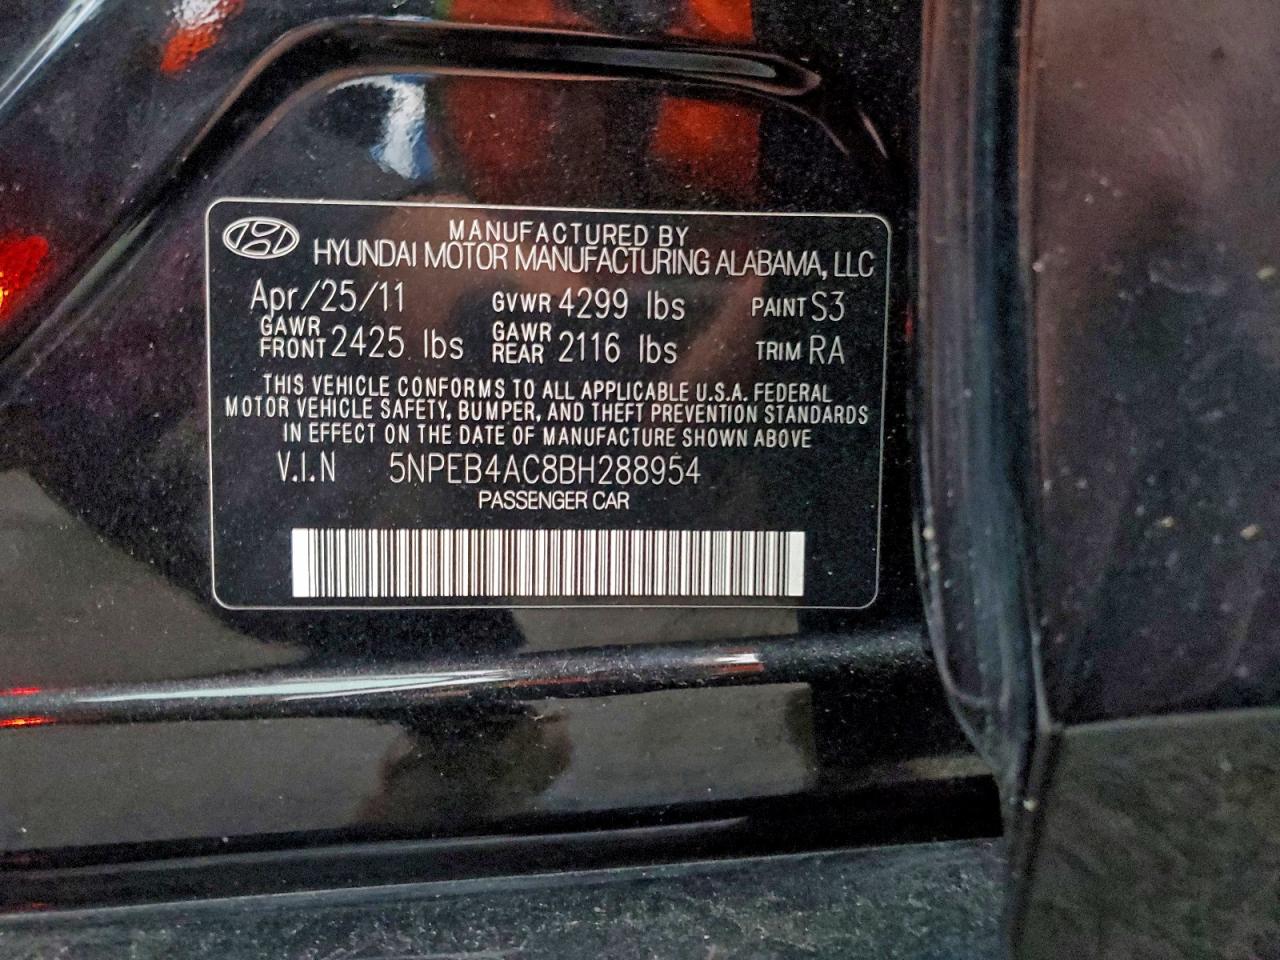 MANUFACTURED BY
HYUNDAI MOTOR MANUFACTURING ALABAMA, LLC
Apr/25/11 GVWR 4299 lbs PAINT S3
GAWR FRONT 2425 lbs GAWR REAR 2116 lbs TRIM RA
THIS VEHICLE CONFORMS TO ALL APPLICABLE U.S.A. FEDERAL
MOTOR VEHICLE SAFETY, BUMPER, AND THEFT PREVENTION STANDARDS
IN EFFECT ON THE DATE OF MANUFACTURE SHOWN ABOVE
V.I.N 5NPEB4AC8BH288954
PASSENGER CAR